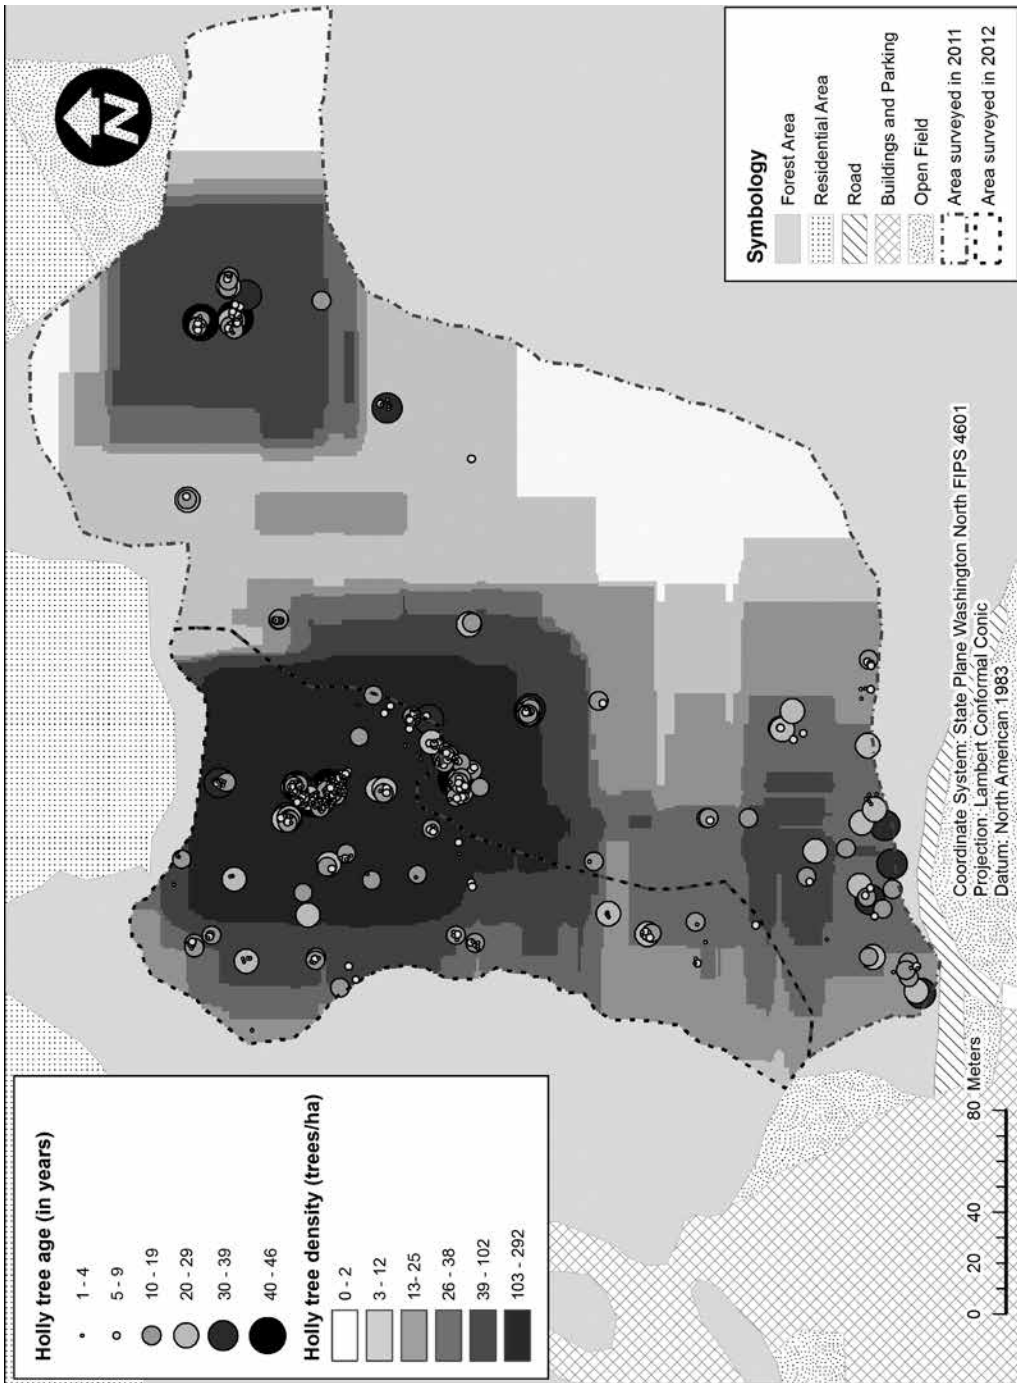 N
Holly tree age (in years)
1 - 4
5 - 9
10 - 19
20 - 29
30 - 39
40 - 46
Holly tree density (trees/ha)
0 - 2
3 - 12
13- 25
26 - 38
39 - 102
103 - 292
0 20 40 80 Meters
Coordinate System: State Plane Washington North FIPS 4601
Projection: Lambert Conformal Conic
Datum: North American 1983
Symbology
Forest Area
Residential Area
Road
Buildings and Parking
Open Field
Area surveyed in 2011
Area surveyed in 2012